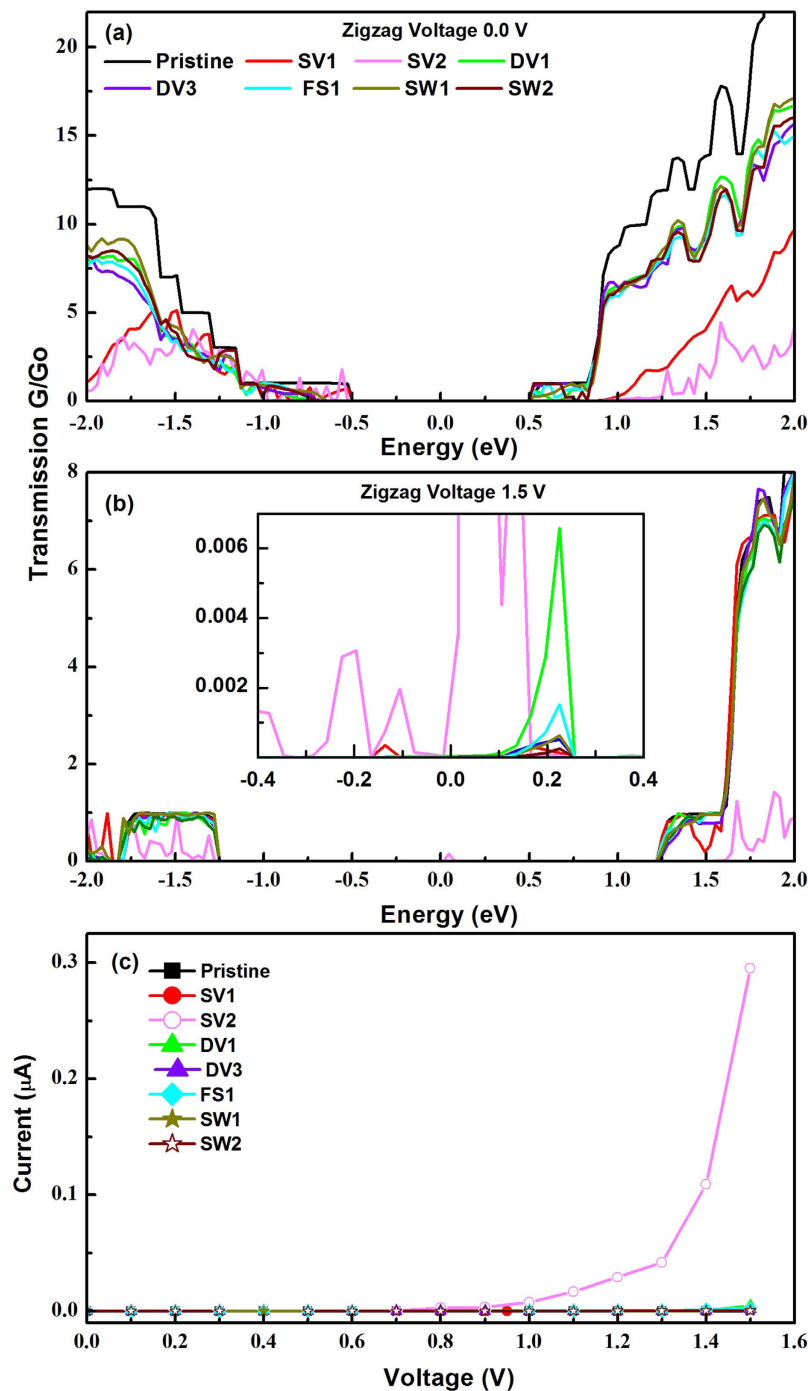 (a) Zigzag Voltage 0.0 V
Pristine SV1 SV2 DV1
DV3 FS1 SW1 SW2
20
15
10
5
0
-2.0 -1.5 -1.0 -0.5 0.0 0.5 1.0 1.5 2.0
Energy (eV)
Transmission G/Go
(b) Zigzag Voltage 1.5 V
8
6
4
2
0
0.006
0.004
0.002
-0.4 -0.2 0.0 0.2 0.4
-2.0 -1.5 -1.0 -0.5 0.0 0.5 1.0 1.5 2.0
Energy (eV)
(c)
Pristine
SV1
SV2
DV1
DV3
FS1
SW1
SW2
0.3
0.2
0.1
0.0
Current (μA)
0.0 0.2 0.4 0.6 0.8 1.0 1.2 1.4 1.6
Voltage (V)